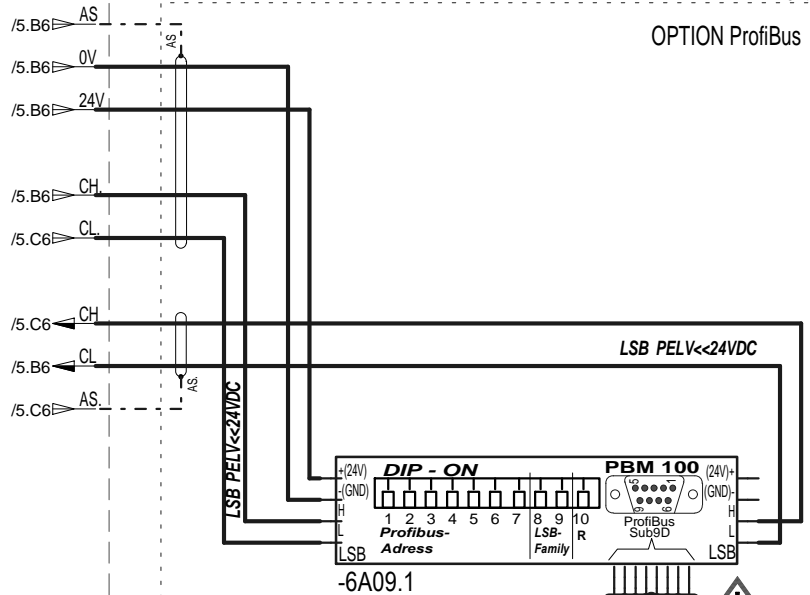 OPTION ProfiBus
/5.B6 AS
AS
/5.B6 0V
/5.B6 24V
/5.B6 CH.
/5.C6 CL.
/5.C6 CH
/5.B6 CL
/5.C6 AS.
AS.
LSB PELV<<24VDC
LSB PELV<<24VDC
+(24V) DIP - ON PBM 100 (24V)+
-(GND) 5 1 (GND)-
9 6
H 1 2 3 4 5 6 7 8 9 10 ProfiBus H
L Profibus- LSB- R Sub9D L
LSB Adress Family LSB
-6A09.1